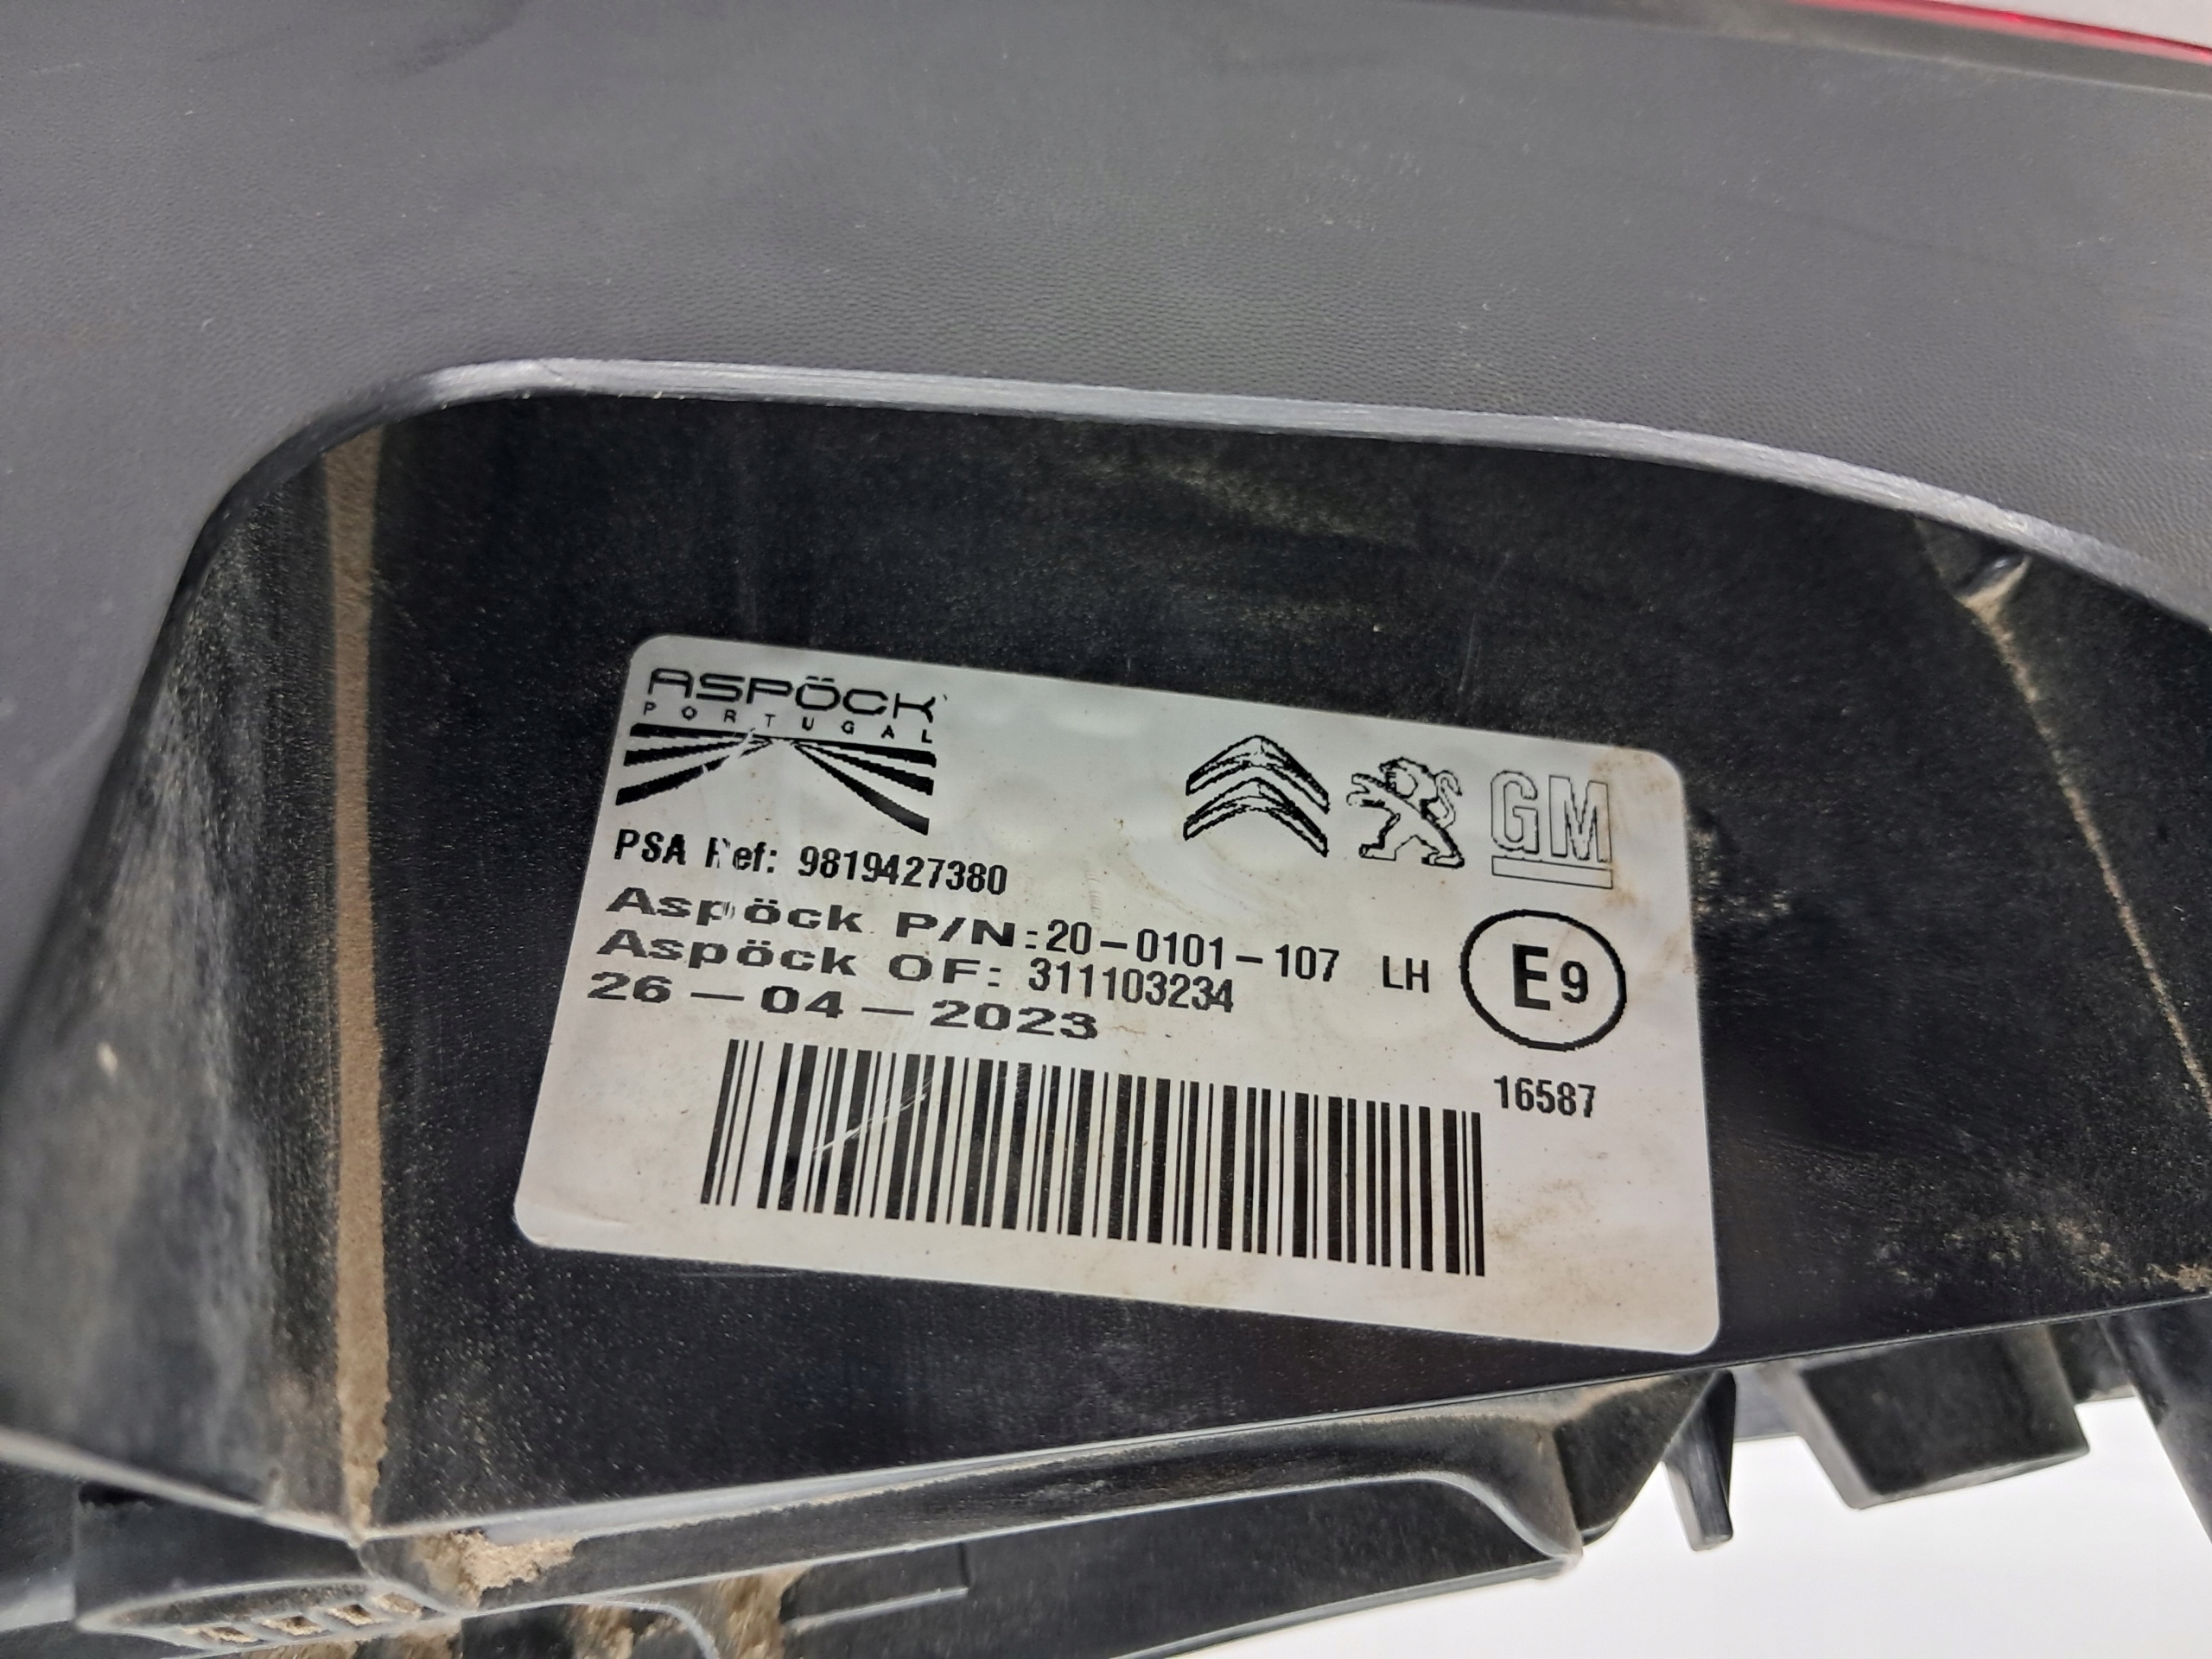 ASPÖCK
PORTUGAL
GM
PSA Ref: 9819427380
Aspöck P/N:20-0101-107 LH
E9
Aspöck OF: 311103234
26-04-2023
16587